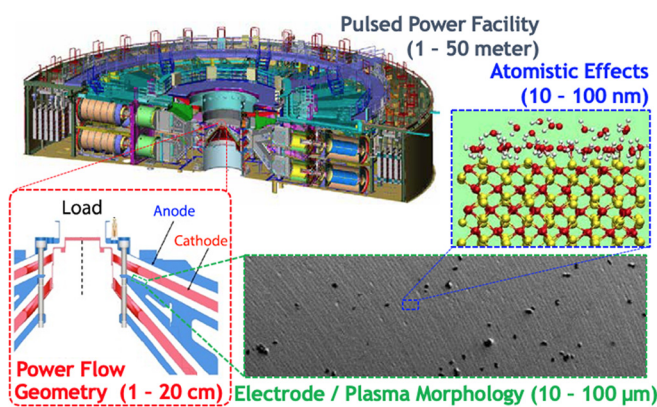 Pulsed Power Facility
(1 – 50 meter)
Atomistic Effects
(10 – 100 nm)
Load
Anode
Cathode
Power Flow
Geometry (1 – 20 cm)
Electrode / Plasma Morphology (10 – 100 µm)